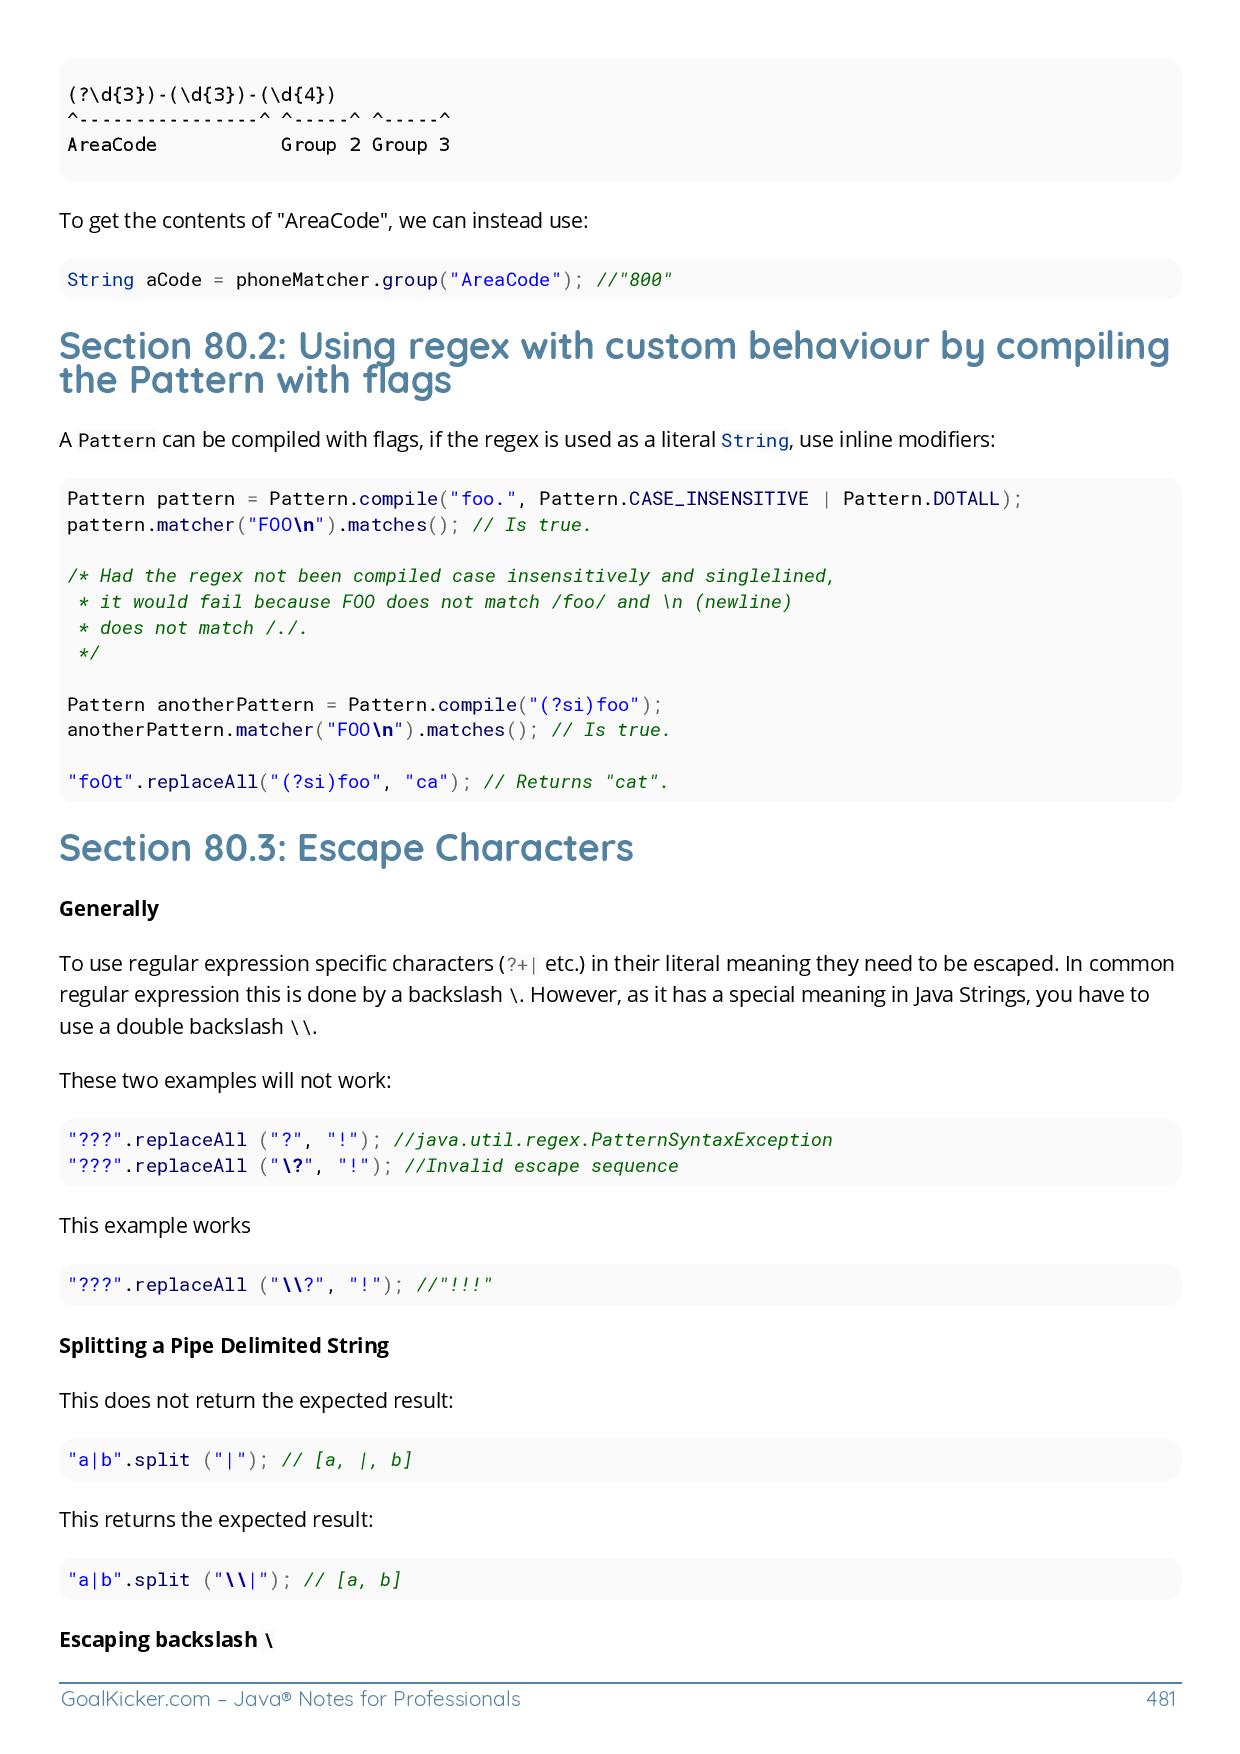 (?\d{3})-(\d{3})-(\d{4})
^----------------^ ^-----^ ^-----^
AreaCode           Group 2 Group 3
To get the contents of "AreaCode", we can instead use:
String aCode = phoneMatcher.group("AreaCode"); //"800"
Section 80.2: Using regex with custom behaviour by compiling
the Pattern with flags
A Pattern can be compiled with flags, if the regex is used as a literal String, use inline modifiers:
Pattern pattern = Pattern.compile("foo.", Pattern.CASE_INSENSITIVE | Pattern.DOTALL);
pattern.matcher("FOO\n").matches(); // Is true.
/* Had the regex not been compiled case insensitively and singlelined,
 * it would fail because FOO does not match /foo/ and \n (newline)
 * does not match /./.
 */
Pattern anotherPattern = Pattern.compile("(?si)foo");
anotherPattern.matcher("FOO\n").matches(); // Is true.
"foOt".replaceAll("(?si)foo", "ca"); // Returns "cat".
Section 80.3: Escape Characters
Generally
To use regular expression specific characters (?+| etc.) in their literal meaning they need to be escaped. In common
regular expression this is done by a backslash \. However, as it has a special meaning in Java Strings, you have to
use a double backslash \\.
These two examples will not work:
"???".replaceAll ("?", "!"); //java.util.regex.PatternSyntaxException
"???".replaceAll ("\?", "!"); //Invalid escape sequence
This example works
"???".replaceAll ("\\?", "!"); //"!!!"
Splitting a Pipe Delimited String
This does not return the expected result:
"a|b".split ("|"); // [a, |, b]
This returns the expected result:
"a|b".split ("\\|"); // [a, b]
Escaping backslash \
GoalKicker.com – Java® Notes for Professionals 481